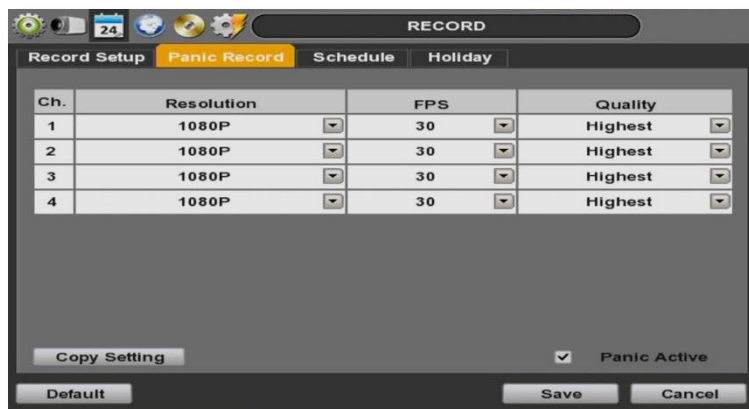 24
RECORD
Record Setup Panic Record Schedule Holiday
Ch. Resolution FPS Quality
1 1080P 30 Highest
2 1080P 30 Highest
3 1080P 30 Highest
4 1080P 30 Highest
Copy Setting Panic Active
Default Save Cancel